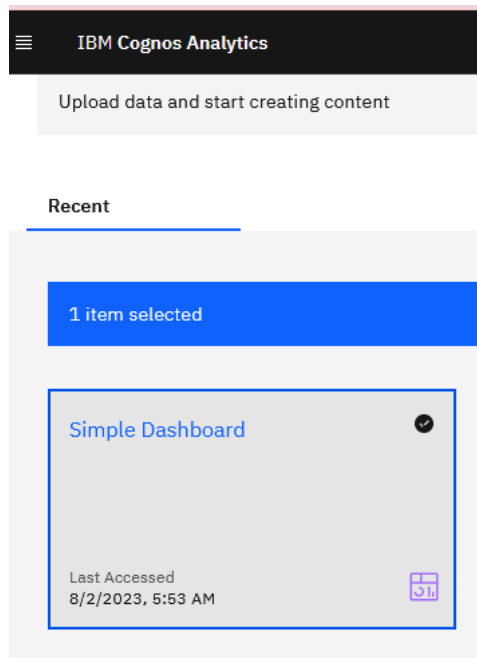 IBM Cognos Analytics
Upload data and start creating content
Recent
1 item selected
Simple Dashboard
Last Accessed
8/2/2023, 5:53 AM